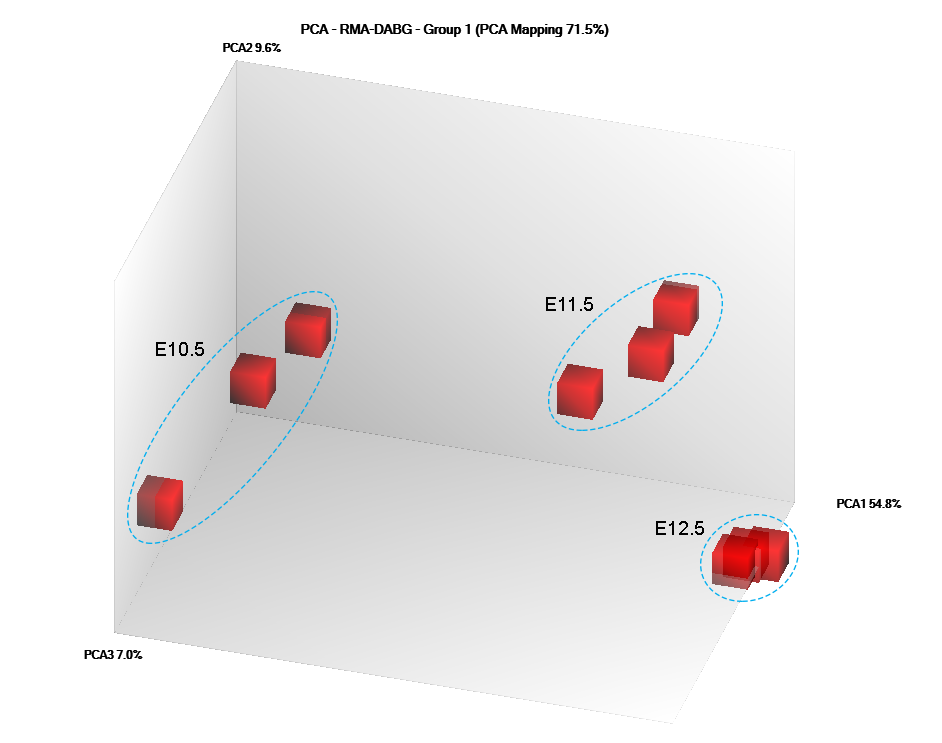 PCA - RMA-DABG - Group 1 (PCA Mapping 71.5%)
PCA2 9.6%
E11.5
E10.5
PCA1 54.8%
E12.5
PCA3 7.0%